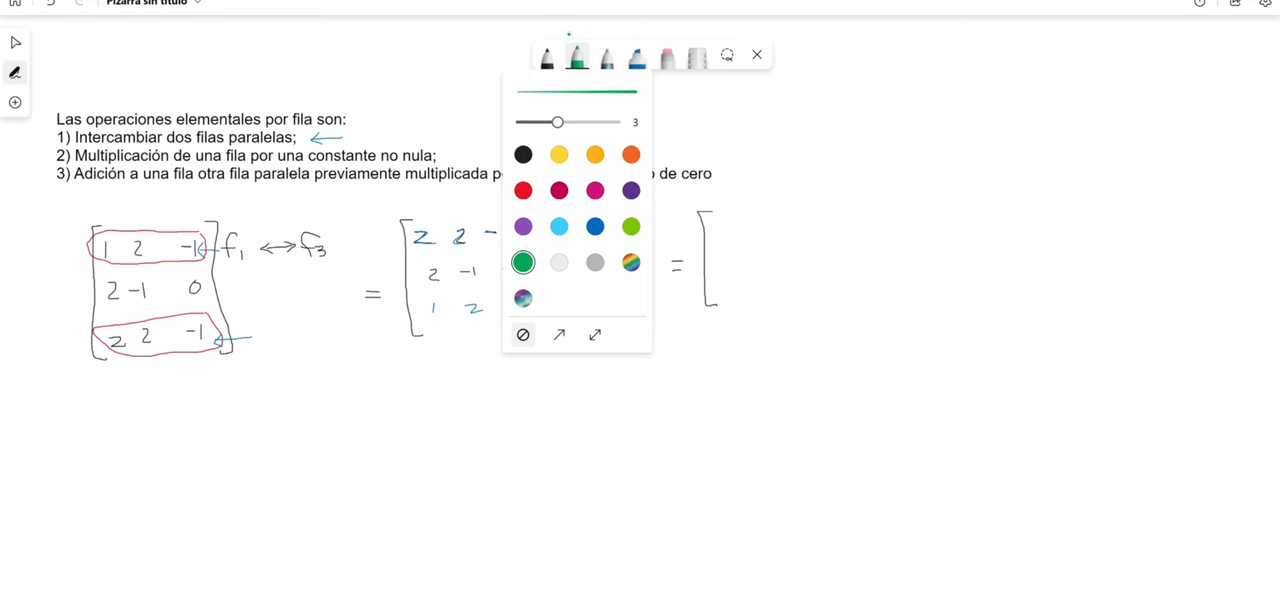 Pizarra sin título
Las operaciones elementales por fila son:
1) Intercambiar dos filas paralelas;
2) Multiplicación de una fila por una constante no nula;
3) Adición a una fila otra fila paralela previamente multiplicada p o de cero
3
1 2 -1 f1 ↔ f3
2 -1 0
2 2 -1
= 2 2 -
2 -1
1 2
=